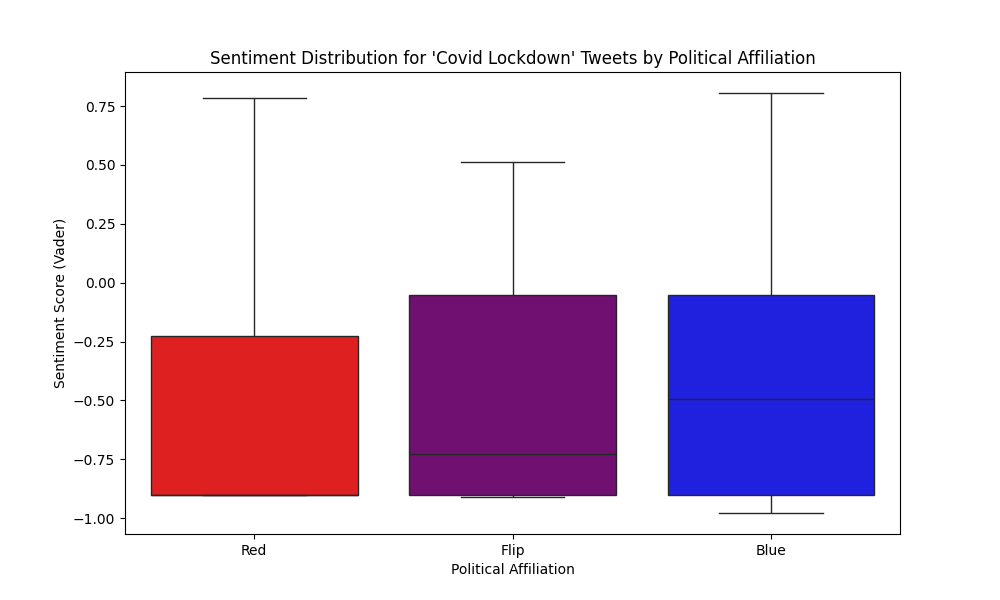 Sentiment Distribution for 'Covid Lockdown' Tweets by Political Affiliation
Sentiment Score (Vader)
0.75
0.50
0.25
0.00
−0.25
−0.50
−0.75
−1.00
Red Flip Blue
Political Affiliation